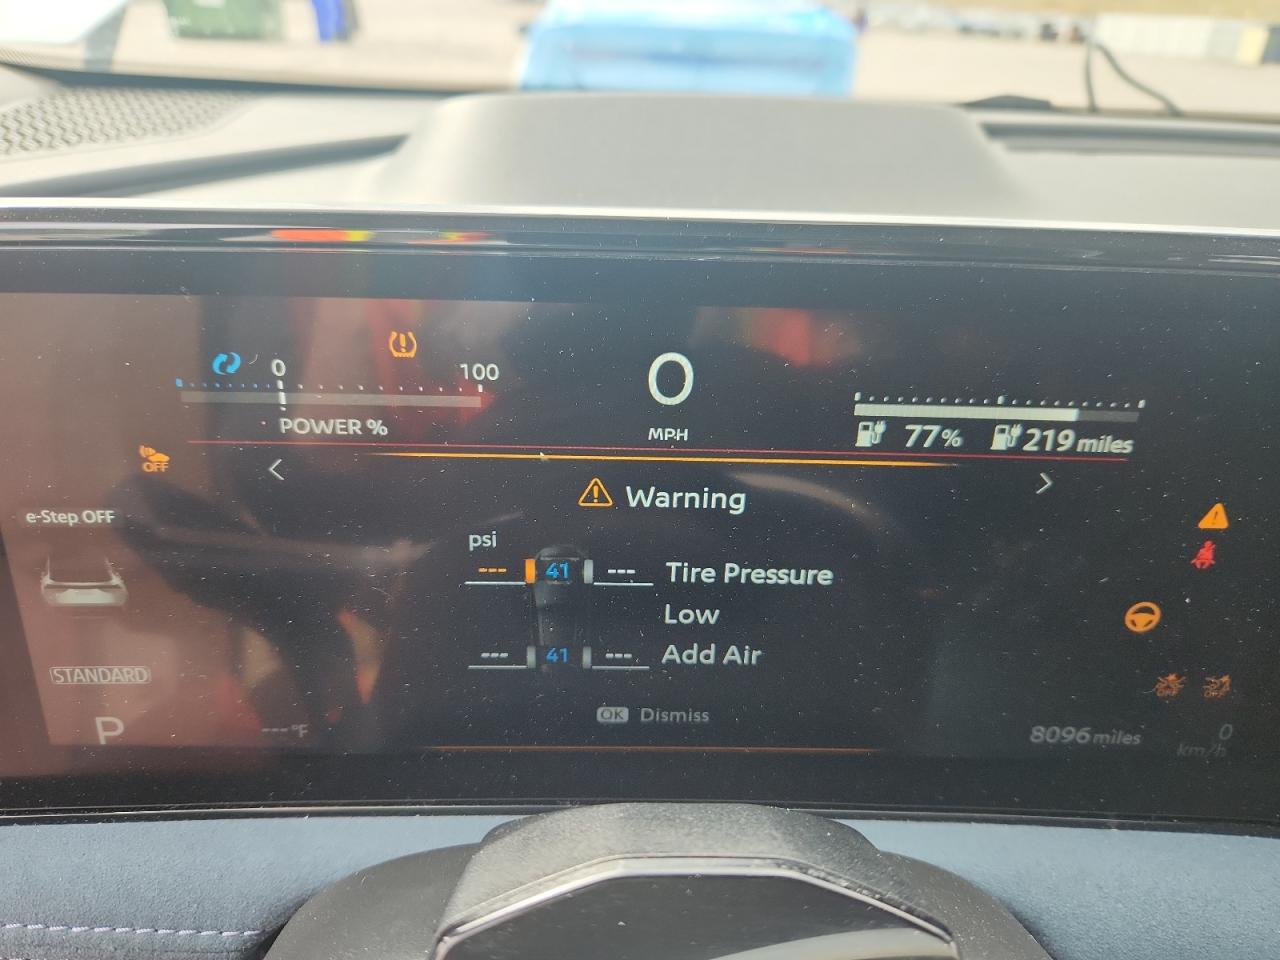 0
100
0
POWER %
MPH
77%
219 miles
OFF
Warning
e-Step OFF
psi
--- 41 --- Tire Pressure
Low
--- 41 --- Add Air
STANDARD
OK Dismiss
P
---°F
8096 miles
0
km/h